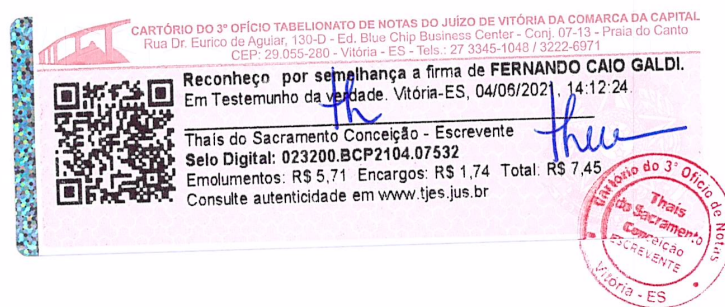 CARTÓRIO DO 3º OFÍCIO TABELIONATO DE NOTAS DO JUÍZO DE VITÓRIA DA COMARCA DA CAPITAL
Rua Dr. Eurico de Aguiar, 130-D - Ed. Blue Chip Business Center - Conj. 07-13 - Praia do Canto
CEP: 29.055-280 - Vitória - ES - Tels.: 27 3345-1048 / 3222-6971
Reconheço por semelhança a firma de FERNANDO CAIO GALDI.
Em Testemunho da verdade. Vitória-ES, 04/06/2021, 14:12:24.
Thais do Sacramento Conceição - Escrevente
Selo Digital: 023200.BCP2104.07532
Emolumentos: R$ 5,71 Encargos: R$ 1,74 Total: R$ 7,45
Consulte autenticidade em www.tjes.jus.br
Cartório do 3º Ofício de Notas
Thais
do Sacramento
Conceição
ESCREVENTE
Vitória - ES